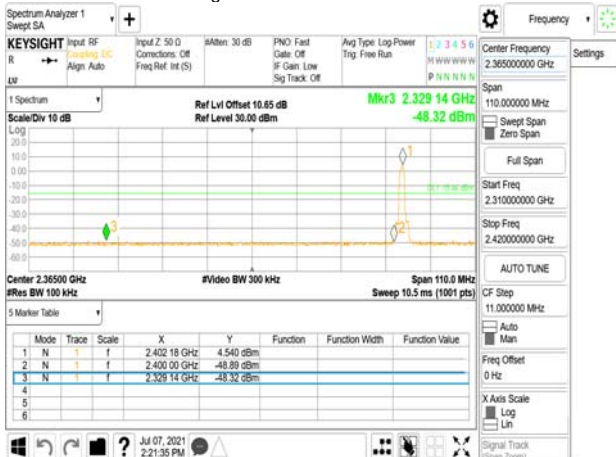 Spectrum Analyzer 1
Swept SA
Frequency
Settings
KEYSIGHT
R
Input: RF
Coupling: DC
Align: Auto
Input Z: 50 Ω
Corrections: Off
Freq Ref: Int (S)
#Atten: 30 dB
PNO: Fast
Gate: Off
IF Gain: Low
Sig Track: Off
Avg Type: Log-Power
Trig: Free Run
1 2 3 4 5 6
M W W W W W
P N N N N N
1 Spectrum
Scale/Div 10 dB
Log
Ref Lvl Offset 10.65 dB
Ref Level 30.00 dBm
Mkr3 2.329 14 GHz
-48.32 dBm
20.0
10.0
0.00
-10.0
-20.0
-30.0
-40.0
-50.0
-60.0
1
2
3
Center 2.36500 GHz
#Res BW 100 kHz
#Video BW 300 kHz
Span 110.0 MHz
Sweep 10.5 ms (1001 pts)
5 Marker Table
Mode Trace Scale X Y Function Function Width Function Value
1 N 1 f 2.402 18 GHz 4.540 dBm
2 N 1 f 2.400 00 GHz -48.89 dBm
3 N 1 f 2.329 14 GHz -48.32 dBm
4
5
6
Jul 07, 2021
2:21:35 PM
Center Frequency
2.365000000 GHz
Span
110.000000 MHz
Swept Span
Zero Span
Full Span
Start Freq
2.310000000 GHz
Stop Freq
2.420000000 GHz
AUTO TUNE
CF Step
11.000000 MHz
Auto
Man
Freq Offset
0 Hz
X Axis Scale
Log
Lin
Signal Track
(Span Zoom)